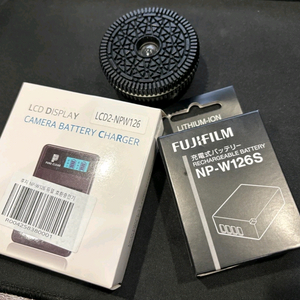 LCD DISPLAY
CAMERA BATTERY CHARGER
LCD2-NPW126
LITHIUM-ION
FUJIFILM
充電式バッテリー
RECHARGEABLE BATTERY
NP-W126S